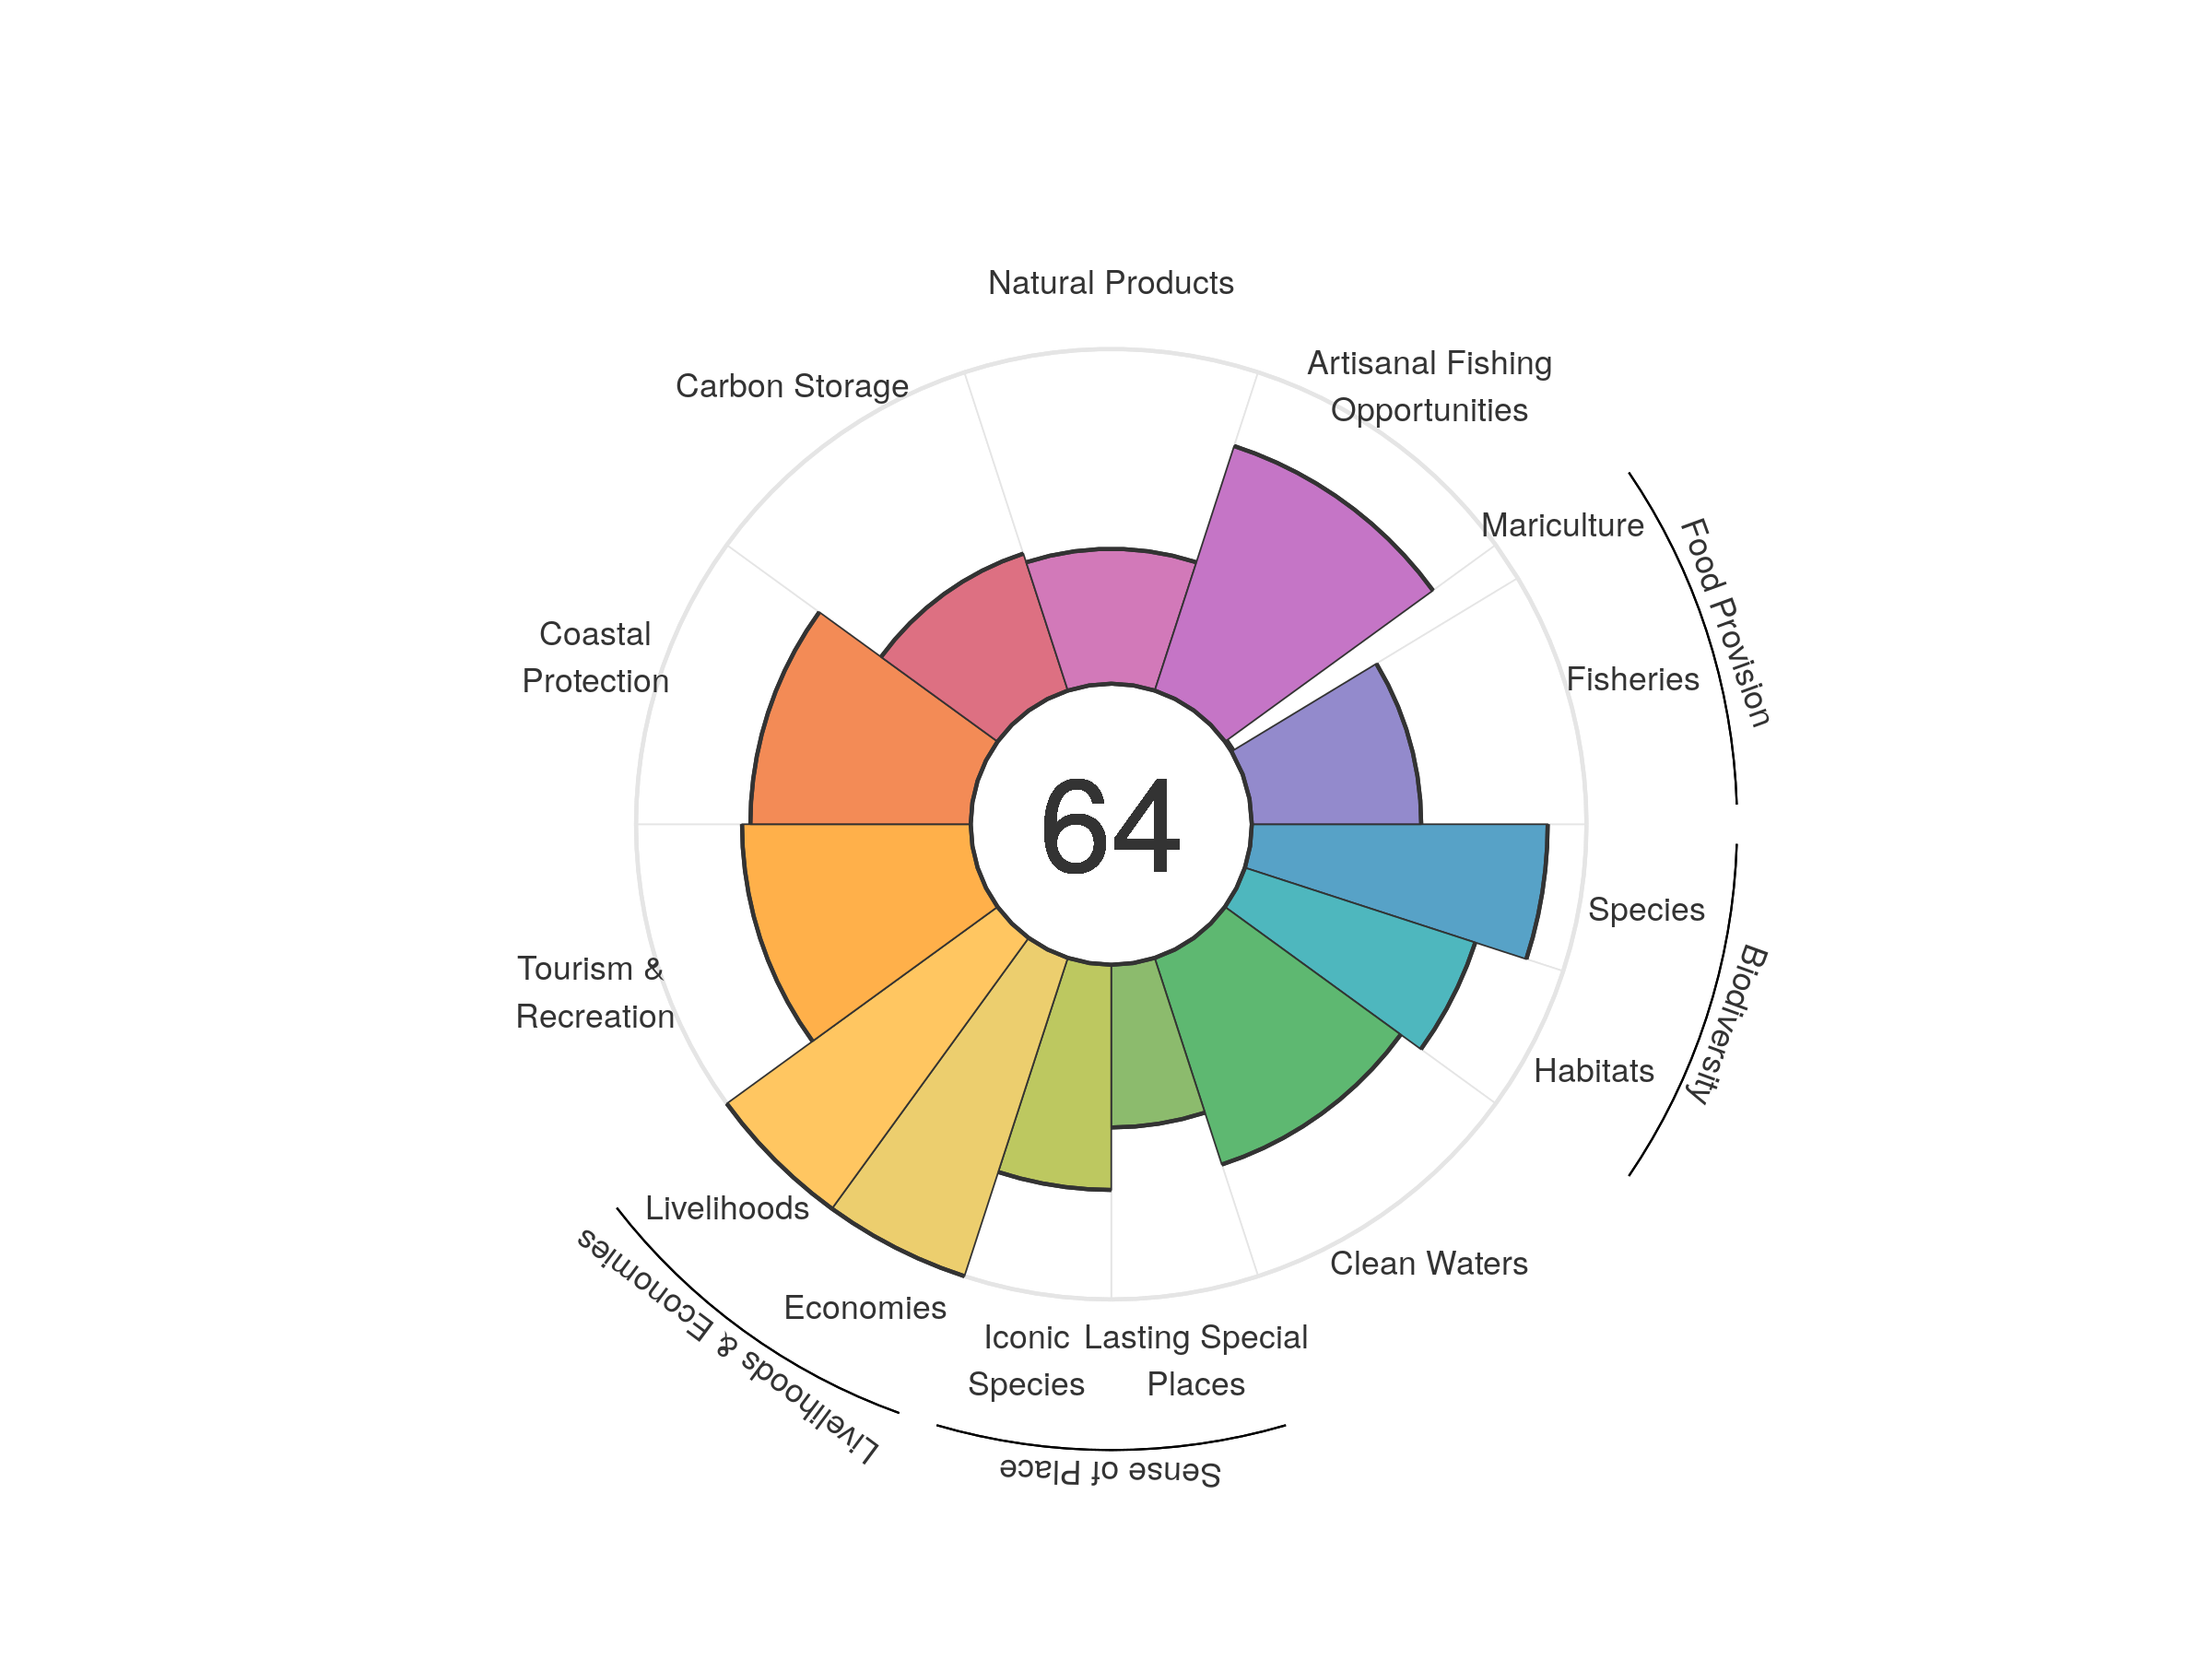 Natural Products
Artisanal Fishing
Opportunities
Carbon Storage
Mariculture
Food Provision
Fisheries
Coastal
Protection
64
Species
Biodiversity
Tourism &
Recreation
Habitats
Livelihoods
Clean Waters
Livelihoods & Economies
Economies
Iconic
Species
Lasting Special
Places
Sense of Place